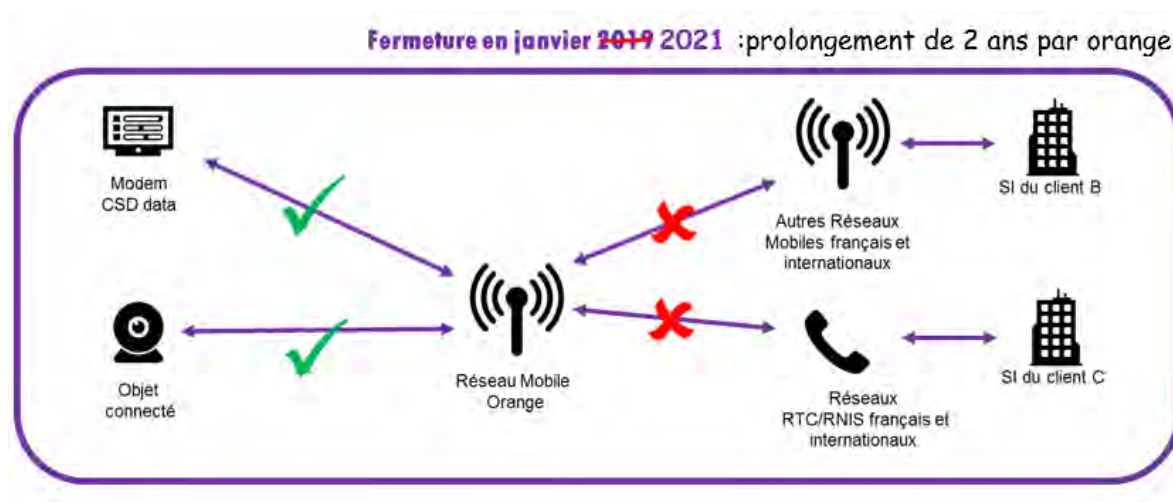 Fermeture en janvier 2019 2021 :prolongement de 2 ans par orange
Modem
CSD data
SI du client B
Autres Réseaux
Mobiles français et
internationaux
Objet
connecté
Réseau Mobile
Orange
SI du client C
Réseaux
RTC/RNIS français et
internationaux